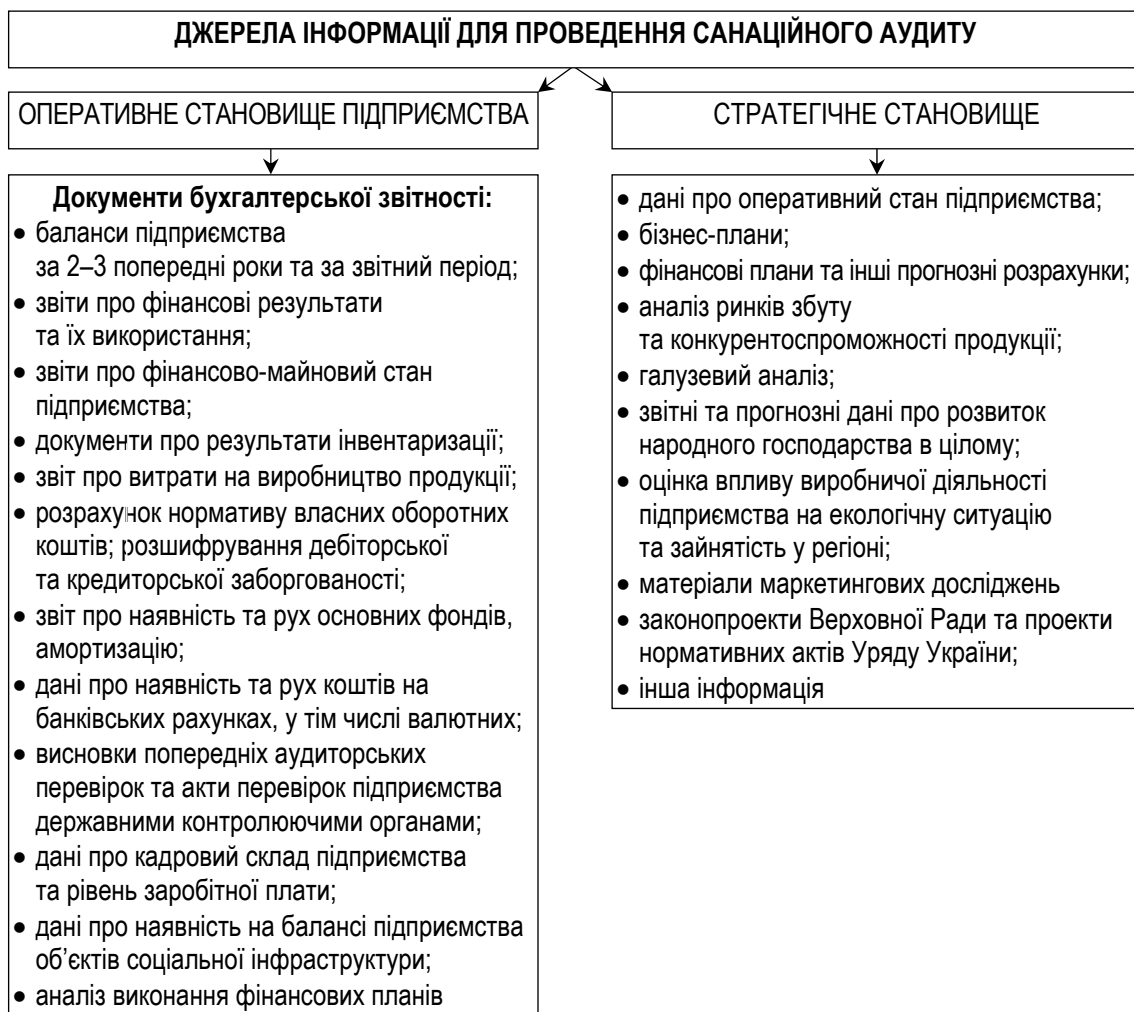 ДЖЕРЕЛА ІНФОРМАЦІЇ ДЛЯ ПРОВЕДЕННЯ САНАЦІЙНОГО АУДИТУ
ОПЕРАТИВНЕ СТАНОВИЩЕ ПІДПРИЄМСТВА
СТРАТЕГІЧНЕ СТАНОВИЩЕ
Документи бухгалтерської звітності:
• баланси підприємства
за 2–3 попередні роки та за звітний період;
• звіти про фінансові результати
та їх використання;
• звіти про фінансово-майновий стан
підприємства;
• документи про результати інвентаризації;
• звіт про витрати на виробництво продукції;
• розрахунок нормативу власних оборотних
коштів; розшифрування дебіторської
та кредиторської заборгованості;
• звіт про наявність та рух основних фондів,
амортизацію;
• дані про наявність та рух коштів на
банківських рахунках, у тім числі валютних;
• висновки попередніх аудиторських
перевірок та акти перевірок підприємства
державними контролюючими органами;
• дані про кадровий склад підприємства
та рівень заробітної плати;
• дані про наявність на балансі підприємства
об’єктів соціальної інфраструктури;
• аналіз виконання фінансових планів
• дані про оперативний стан підприємства;
• бізнес-плани;
• фінансові плани та інші прогнозні розрахунки;
• аналіз ринків збуту
та конкурентоспроможності продукції;
• галузевий аналіз;
• звітні та прогнозні дані про розвиток
народного господарства в цілому;
• оцінка впливу виробничої діяльності
підприємства на екологічну ситуацію
та зайнятість у регіоні;
• матеріали маркетингових досліджень
• законопроекти Верховної Ради та проекти
нормативних актів Уряду України;
• інша інформація